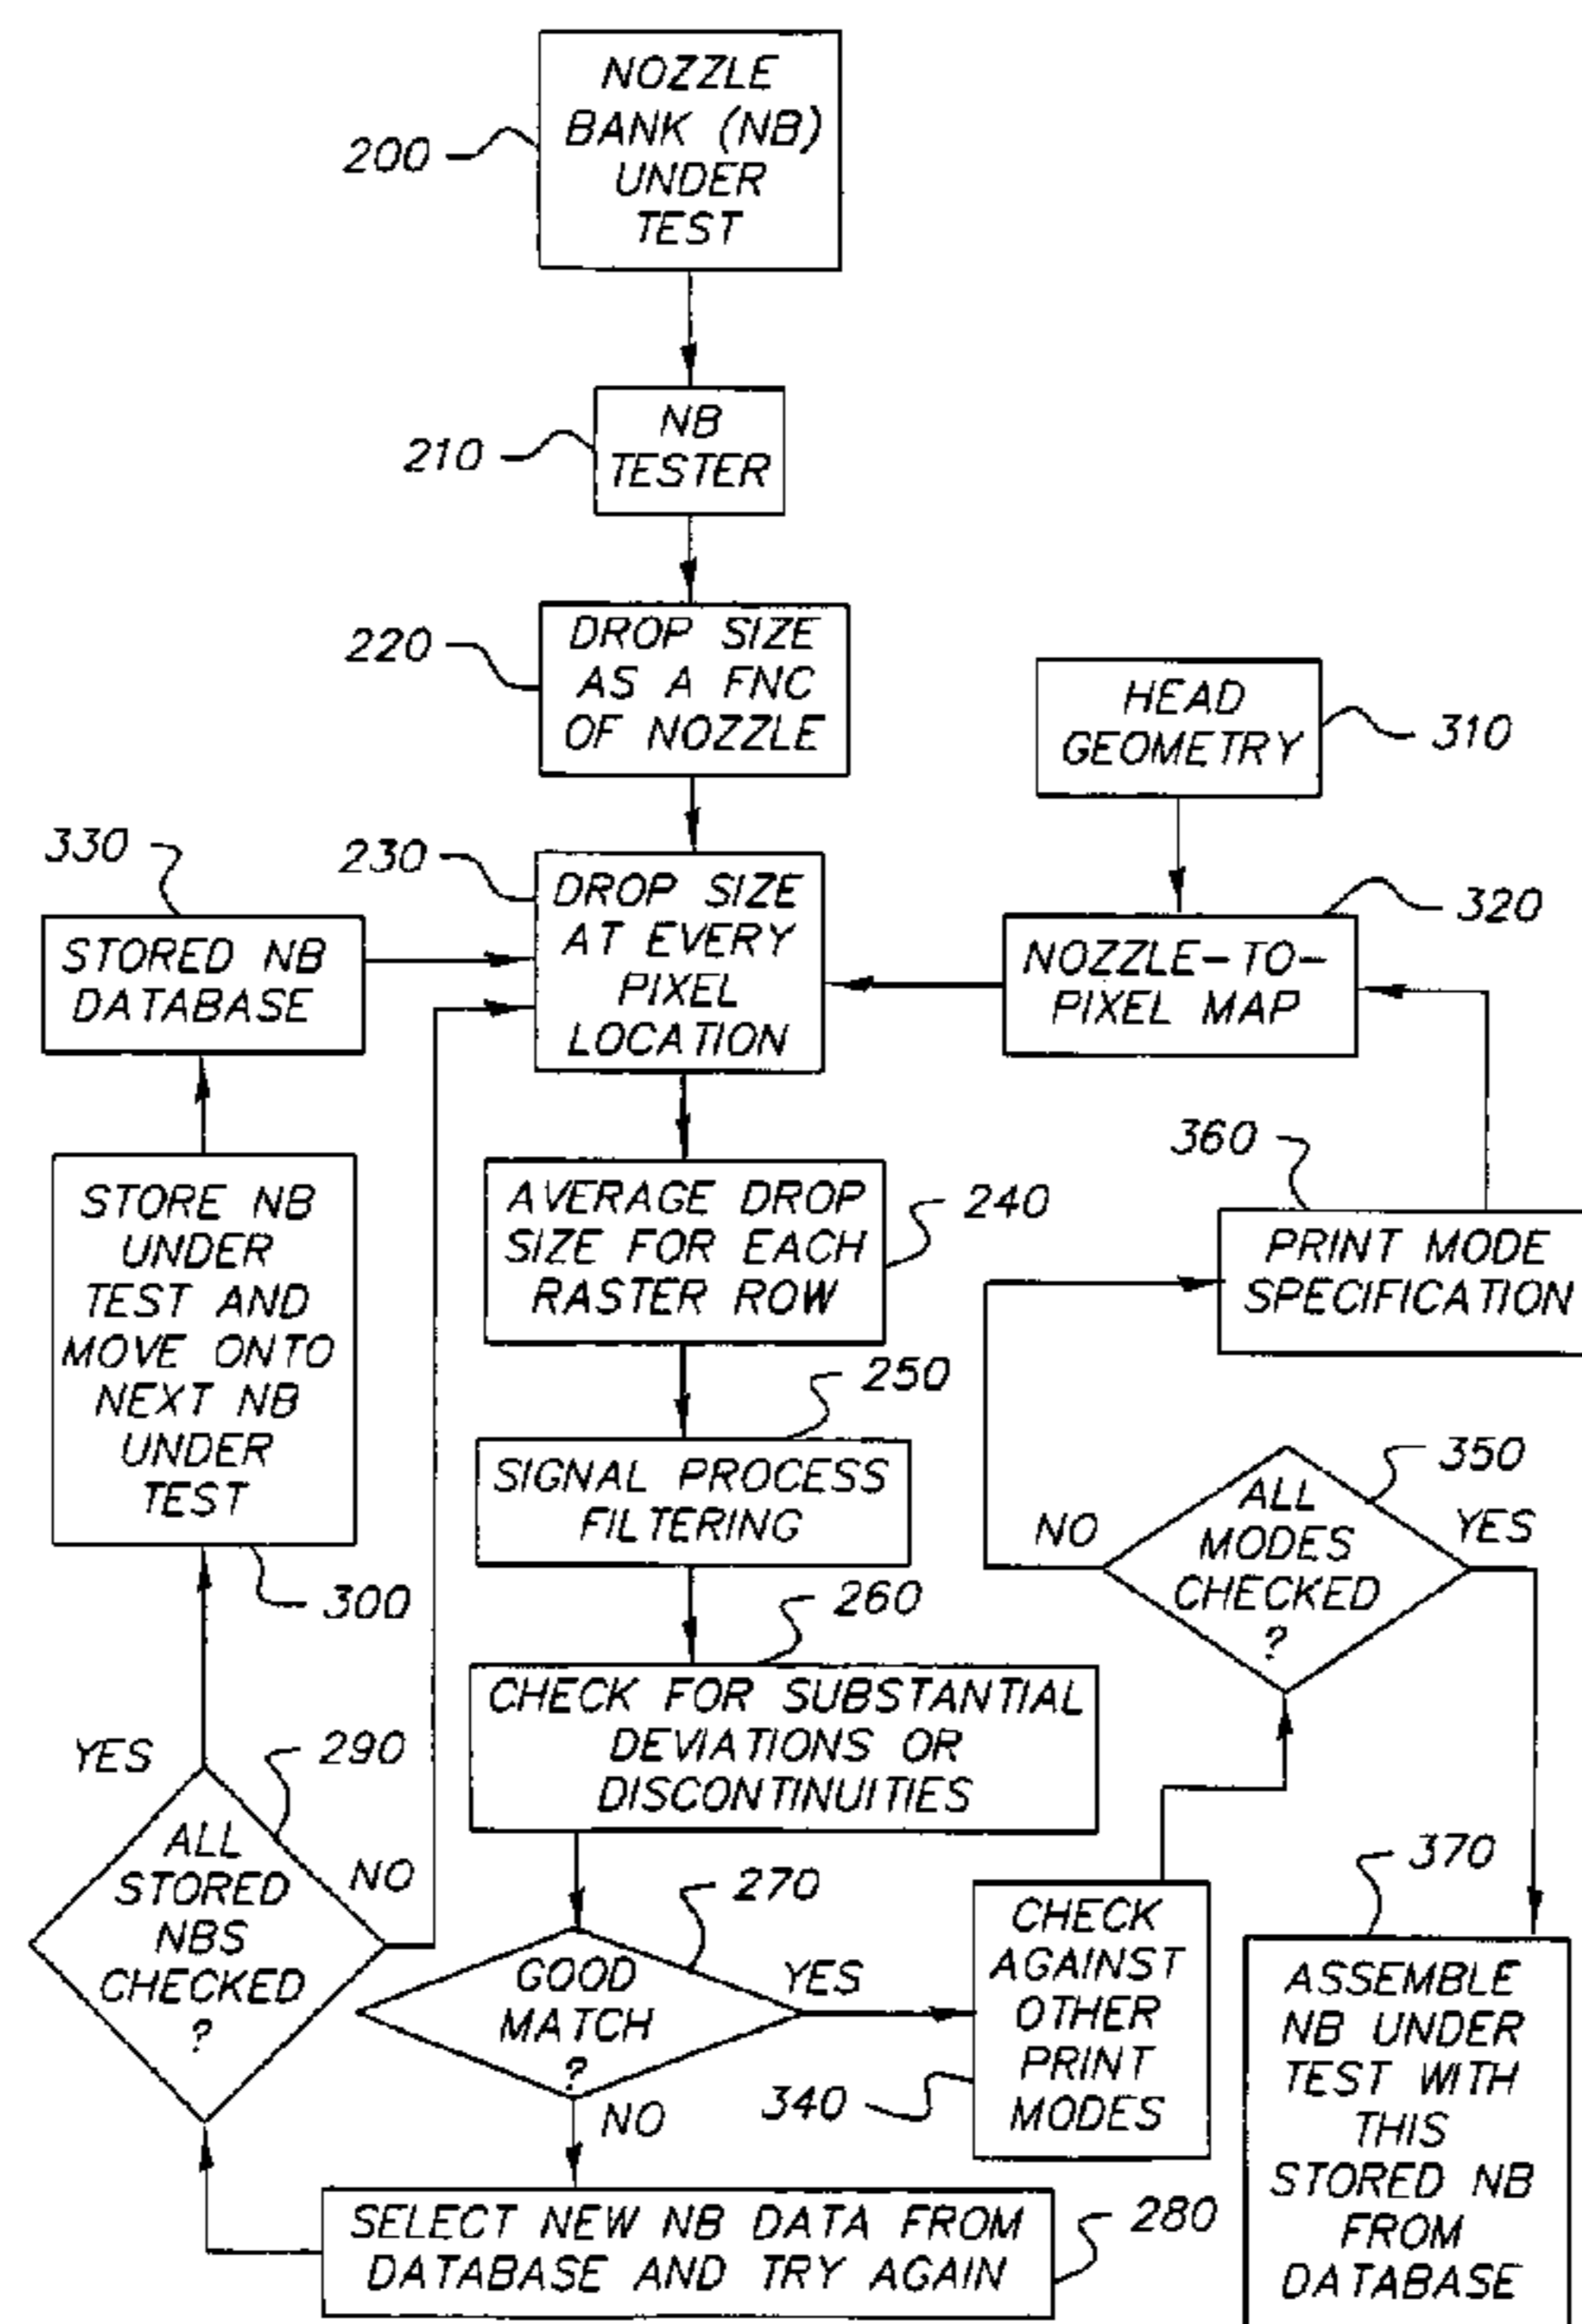 NOZZLE
BANK (NB)
UNDER
TEST
200
NB
TESTER
210
DROP SIZE
AS A FNC
OF NOZZLE
220
HEAD
GEOMETRY
310
330
230
DROP SIZE
AT EVERY
PIXEL
LOCATION
320
STORED NB
DATABASE
NOZZLE-TO-
PIXEL MAP
360
STORE NB
UNDER
TEST AND
MOVE ONTO
NEXT NB
UNDER
TEST
300
AVERAGE DROP
SIZE FOR EACH
RASTER ROW
240
PRINT MODE
SPECIFICATION
250
SIGNAL PROCESS
FILTERING
350
ALL
MODES
CHECKED
?
NO
YES
260
CHECK FOR SUBSTANTIAL
DEVIATIONS OR
DISCONTINUITIES
YES
290
ALL
STORED
NBS
CHECKED
?
NO
270
GOOD
MATCH
?
YES
NO
CHECK
AGAINST
OTHER
PRINT
MODES
340
370
ASSEMBLE
NB UNDER
TEST WITH
THIS
STORED NB
FROM
DATABASE
SELECT NEW NB DATA FROM
DATABASE AND TRY AGAIN
280